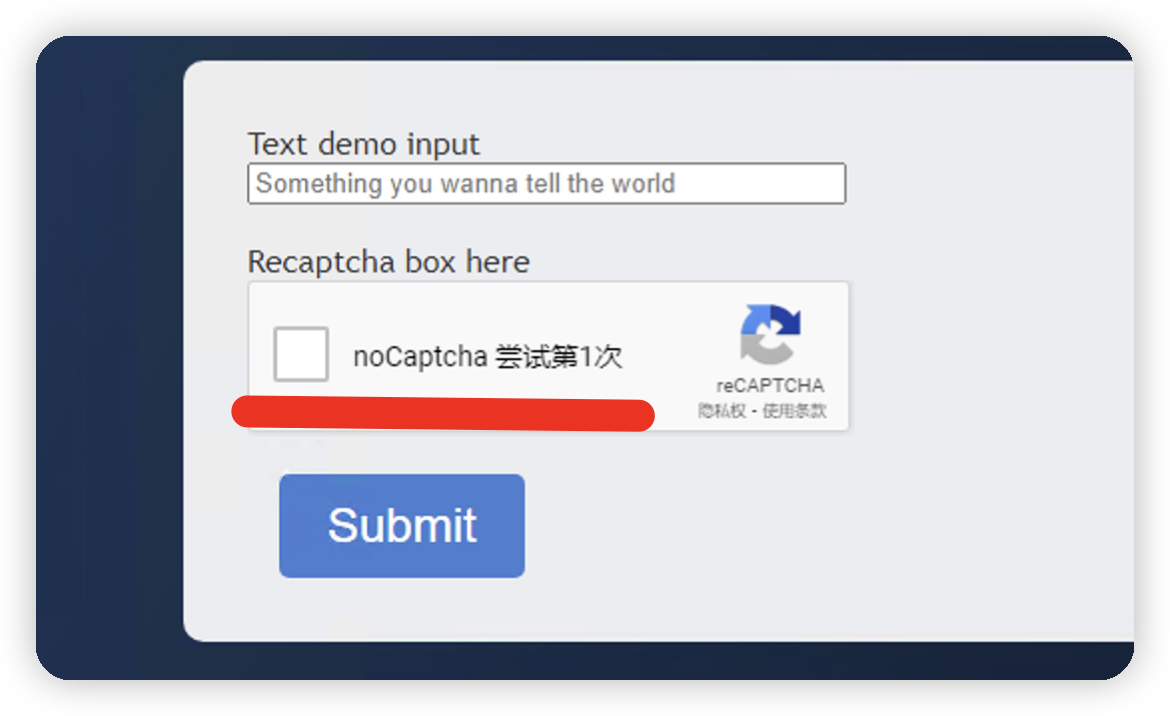 Text demo input
Something you wanna tell the world
Recaptcha box here
noCaptcha 尝试第1次
reCAPTCHA
隐私权 - 使用条款
Submit